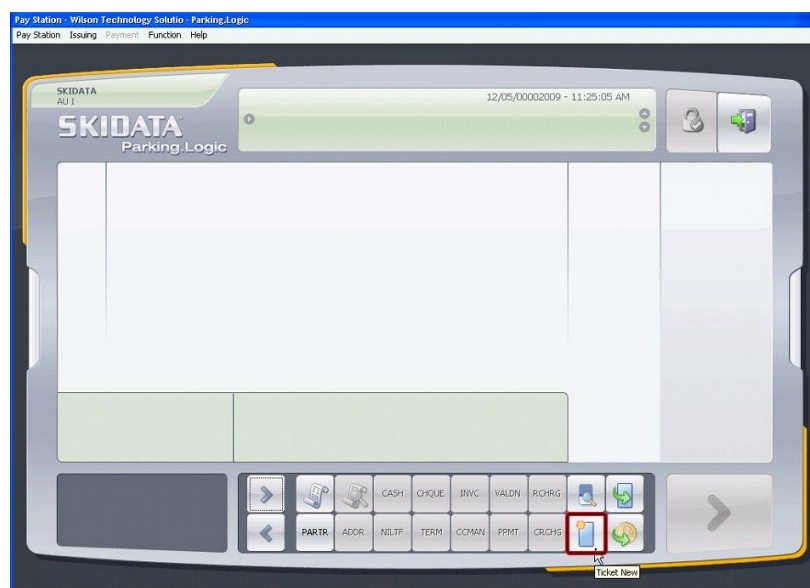 Pay Station - Wilson Technology Solutio - Parking.Logic
Pay Station Issuing Payment Function Help
SKIDATA
AU 1
12/05/00002009 - 11:25:05 AM
SKIDATA
Parking.Logic
CASH CHQUE INVC VALDN RCHRG
PARTR ADDR NILTF TERM CCMAN PPMT CRCHG
Ticket New